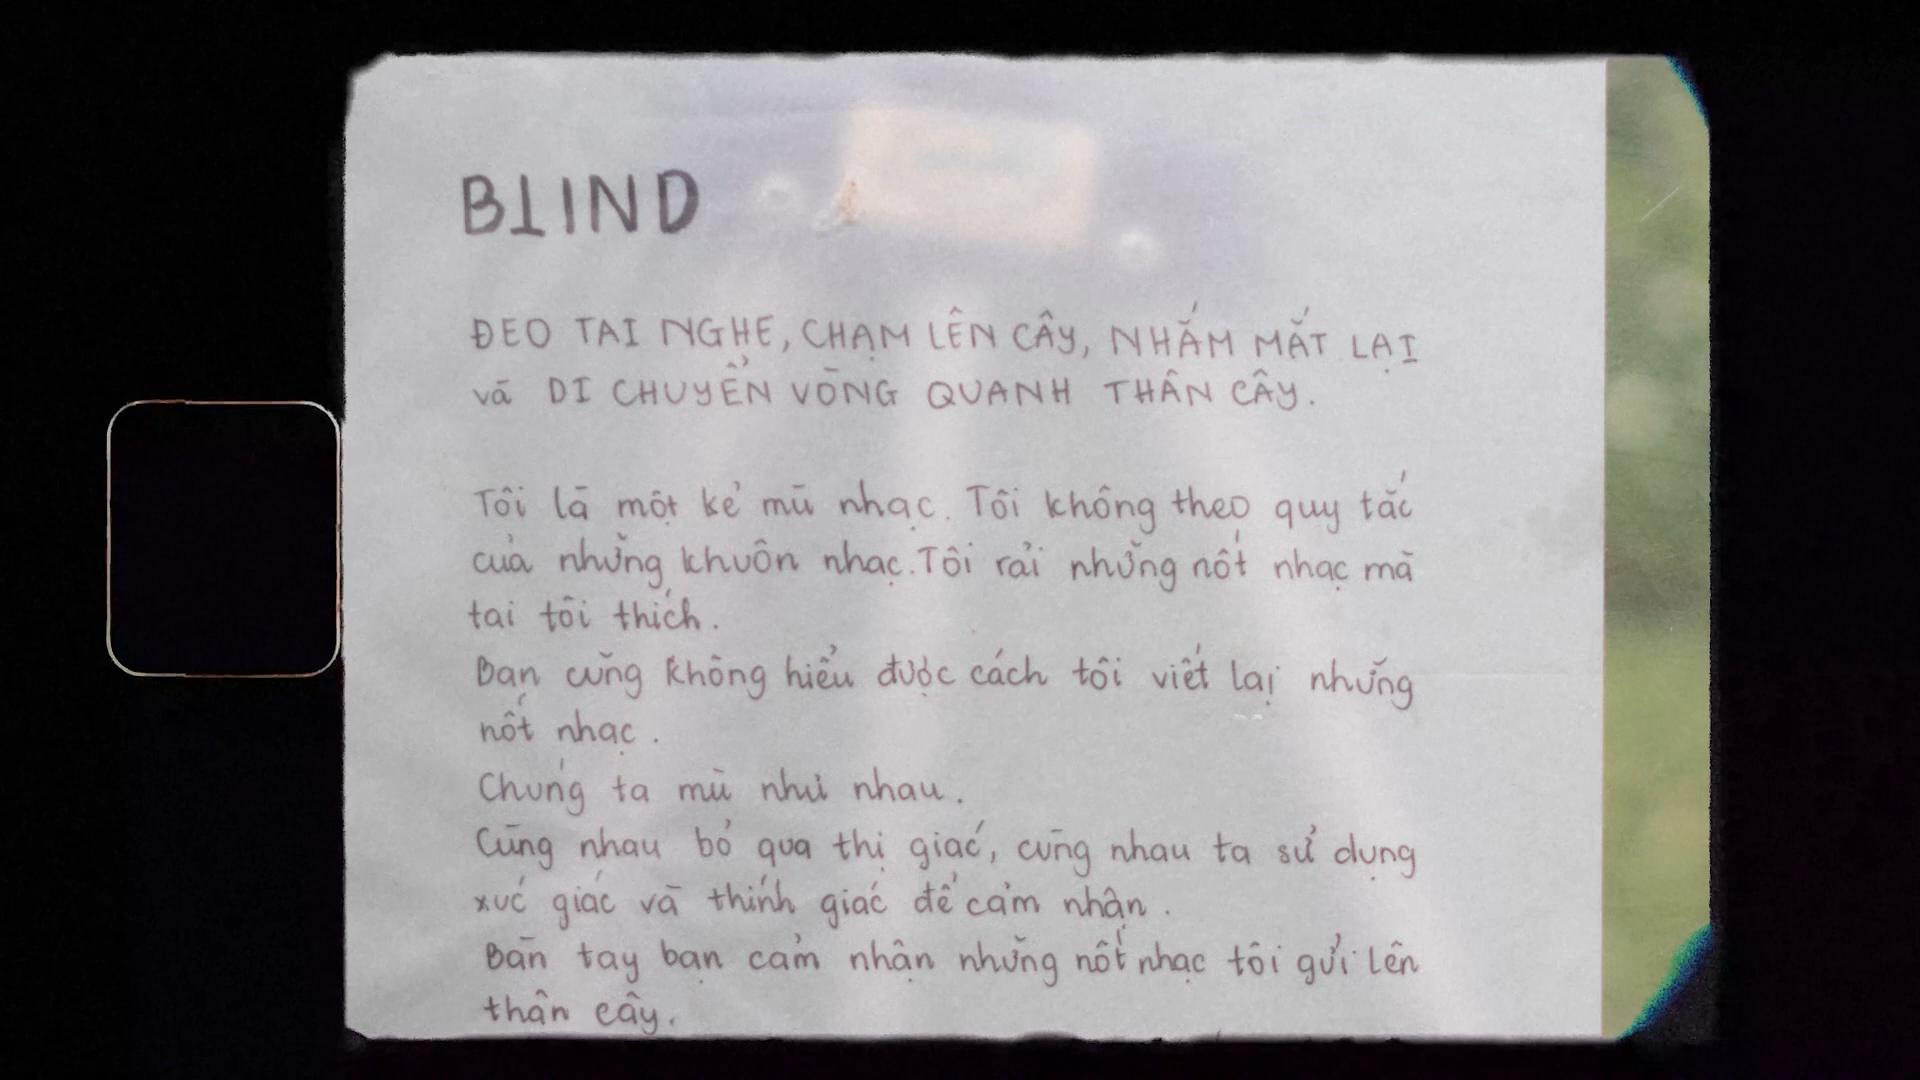 BLIND
ĐEO TAI NGHE, CHẠM LÊN CÂY, NHẮM MẮT LẠI
và DI CHUYỂN VÒNG QUANH THÂN CÂY.
Tôi là một kẻ mù nhạc. Tôi không theo quy tắc
của những khuôn nhạc. Tôi rải những nốt nhạc mà
tai tôi thích.
Bạn cũng không hiểu được cách tôi viết lại những
nốt nhạc.
Chúng ta mù như nhau.
Cùng nhau bỏ qua thị giác, cùng nhau ta sử dụng
xúc giác và thính giác để cảm nhận.
Bàn tay bạn cảm nhận những nốt nhạc tôi gửi lên
thân cây.